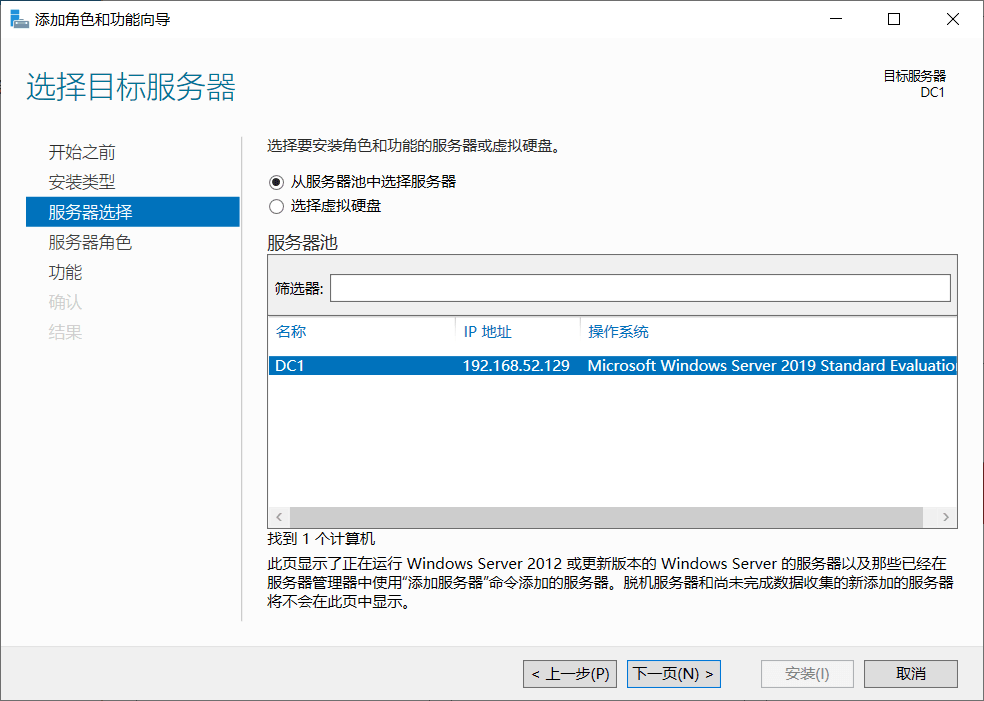 添加角色和功能向导
选择目标服务器
目标服务器
DC1
开始之前
安装类型
服务器选择
服务器角色
功能
确认
结果
选择要安装角色和功能的服务器或虚拟硬盘。
从服务器池中选择服务器
选择虚拟硬盘
服务器池
筛选器:
名称 IP 地址 操作系统
DC1 192.168.52.129 Microsoft Windows Server 2019 Standard Evaluatio
找到 1 个计算机
此页显示了正在运行 Windows Server 2012 或更新版本的 Windows Server 的服务器以及那些已经在
服务器管理器中使用"添加服务器"命令添加的服务器。脱机服务器和尚未完成数据收集的新添加的服务器
将不会在此页中显示。
< 上一步(P) 下一页(N) > 安装(I) 取消